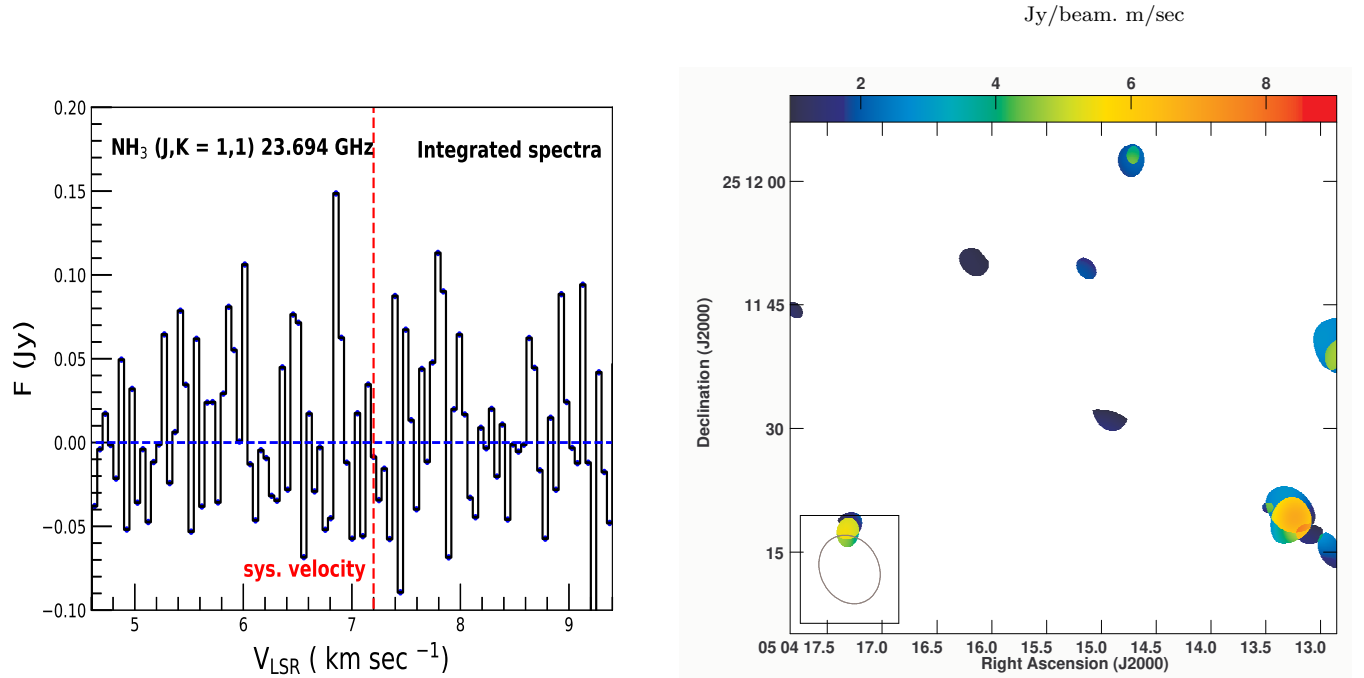 Jy/beam. m/sec
NH₃ (J,K = 1,1) 23.694 GHz
Integrated spectra
sys. velocity
0.20
0.15
0.10
0.05
0.00
−0.05
−0.10
F (Jy)
5 6 7 8 9
V_LSR ( km sec ⁻¹)
2 4 6 8
25 12 00
11 45
30
15
Declination (J2000)
05 04 17.5 17.0 16.5 16.0 15.5 15.0 14.5 14.0 13.5 13.0
Right Ascension (J2000)